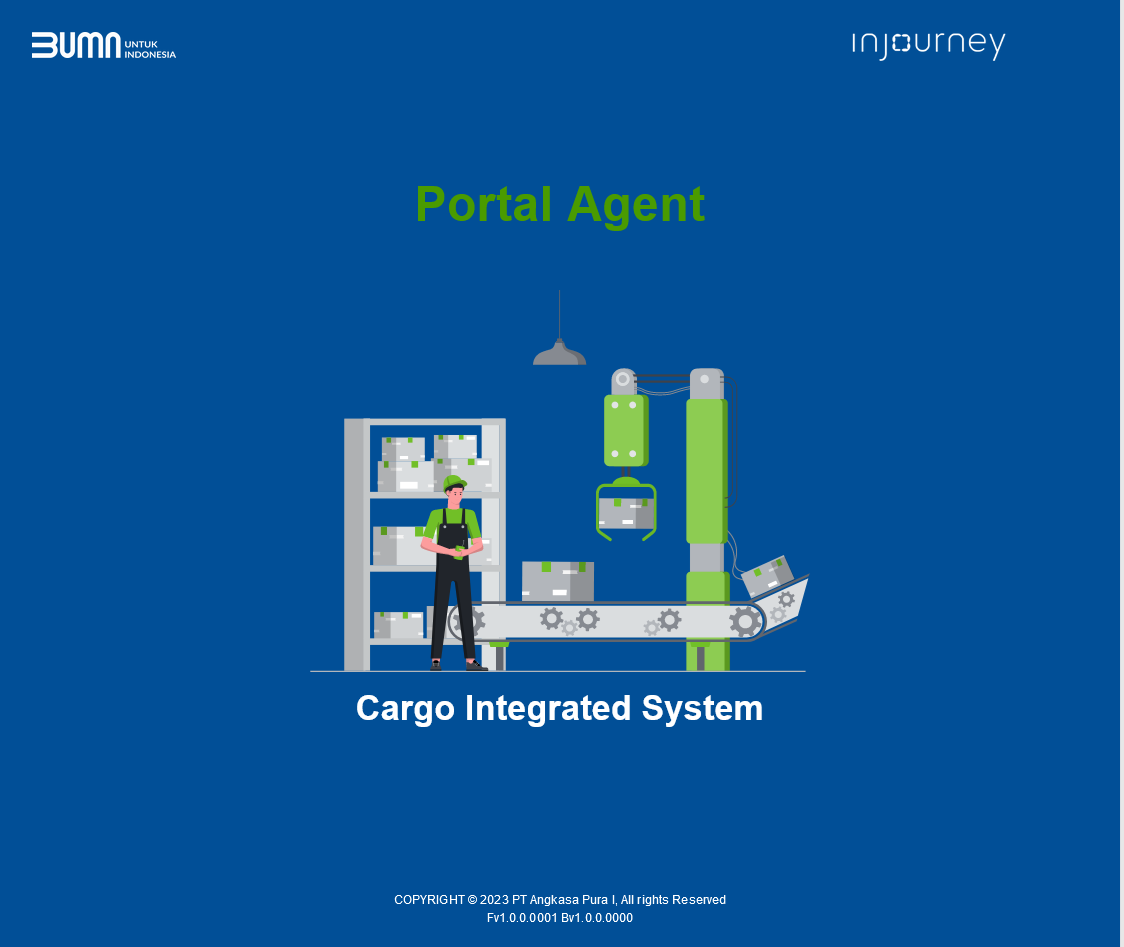 BUMN UNTUK
INDONESIA
injourney
Portal Agent
Cargo Integrated System
COPYRIGHT © 2023 PT Angkasa Pura I, All rights Reserved
Fv1.0.0.0001 Bv1.0.0.0000